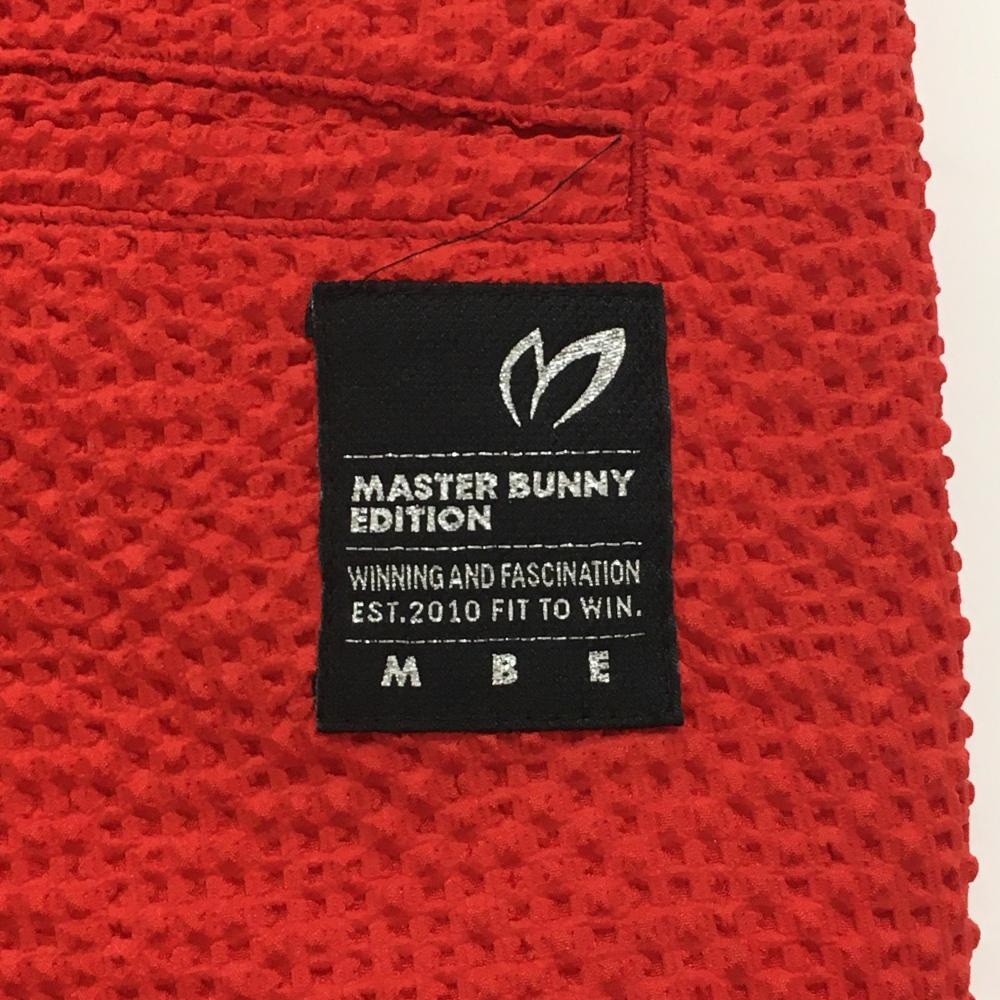 MASTER BUNNY
EDITION
WINNING AND FASCINATION
EST.2010 FIT TO WIN.
M B E